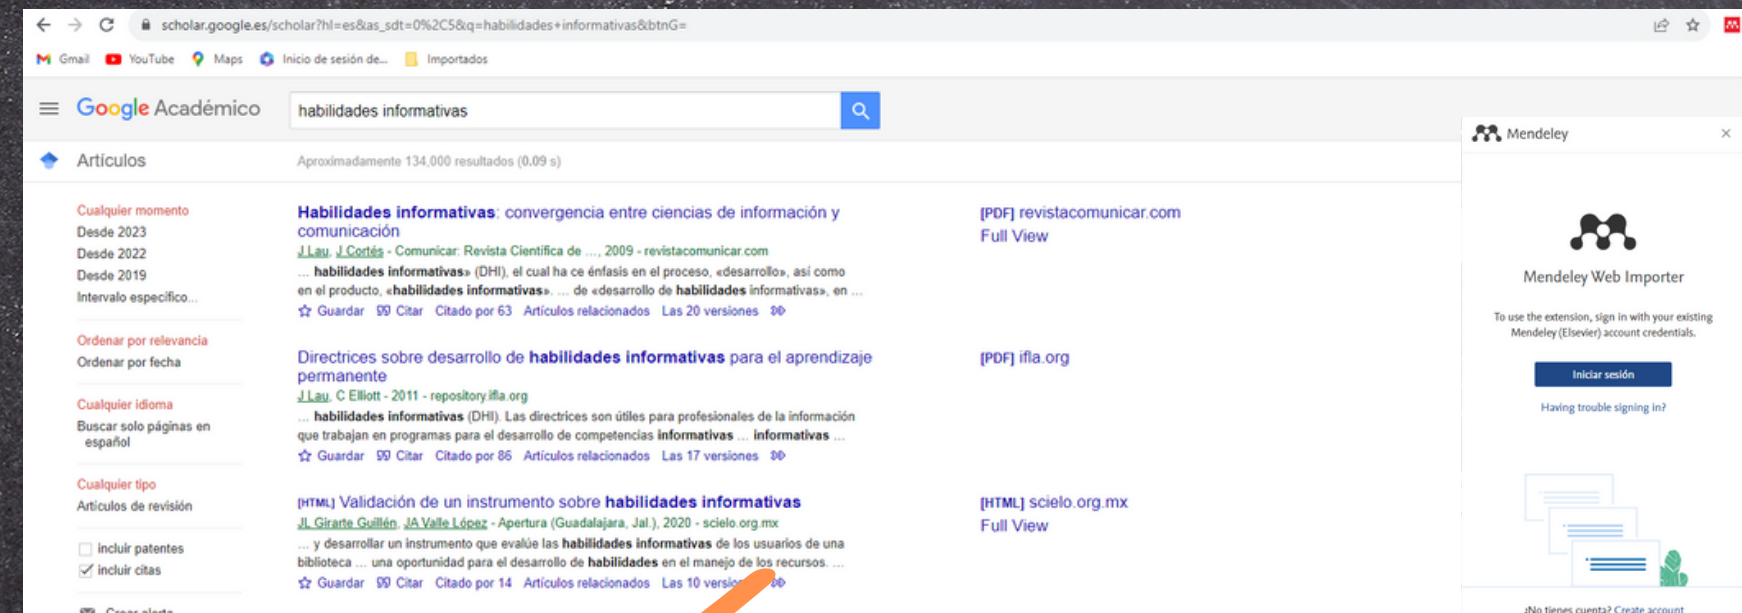 scholar.google.es/scholar?hl=es&as_sdt=0%2C5&q=habilidades+informativas&btnG=
Gmail YouTube Maps Inicio de sesión de... Importados
Google Académico habilidades informativas
Mendeley
Artículos Aproximadamente 134,000 resultados (0.09 s)
Cualquier momento
Desde 2023
Desde 2022
Desde 2019
Intervalo específico...
Ordenar por relevancia
Ordenar por fecha
Cualquier idioma
Buscar solo páginas en
español
Cualquier tipo
Artículos de revisión
incluir patentes
incluir citas
Crear alerta
Habilidades informativas: convergencia entre ciencias de información y
comunicación
J Lau, J Cortés - Comunicar: Revista Científica de ..., 2009 - revistacomunicar.com
... habilidades informativas» (DHI), el cual ha ce énfasis en el proceso, «desarrollo», así como
en el producto, «habilidades informativas». ... de «desarrollo de habilidades informativas», en ...
Guardar Citar Citado por 63 Artículos relacionados Las 20 versiones
[PDF] revistacomunicar.com
Full View
Directrices sobre desarrollo de habilidades informativas para el aprendizaje
permanente
J Lau, C Elliott - 2011 - repository.ifla.org
... habilidades informativas (DHI). Las directrices son útiles para profesionales de la información
que trabajan en programas para el desarrollo de competencias informativas ... informativas ...
Guardar Citar Citado por 86 Artículos relacionados Las 17 versiones
[PDF] ifla.org
[HTML] Validación de un instrumento sobre habilidades informativas
JL Girarte Guillén, JA Valle López - Apertura (Guadalajara, Jal.), 2020 - scielo.org.mx
... y desarrollar un instrumento que evalúe las habilidades informativas de los usuarios de una
biblioteca ... una oportunidad para el desarrollo de habilidades en el manejo de los recursos. ...
Guardar Citar Citado por 14 Artículos relacionados Las 10
[HTML] scielo.org.mx
Full View
Mendeley Web Importer
To use the extension, sign in with your existing
Mendeley (Elsevier) account credentials.
Iniciar sesión
Having trouble signing in?
¿No tienes cuenta? Create account